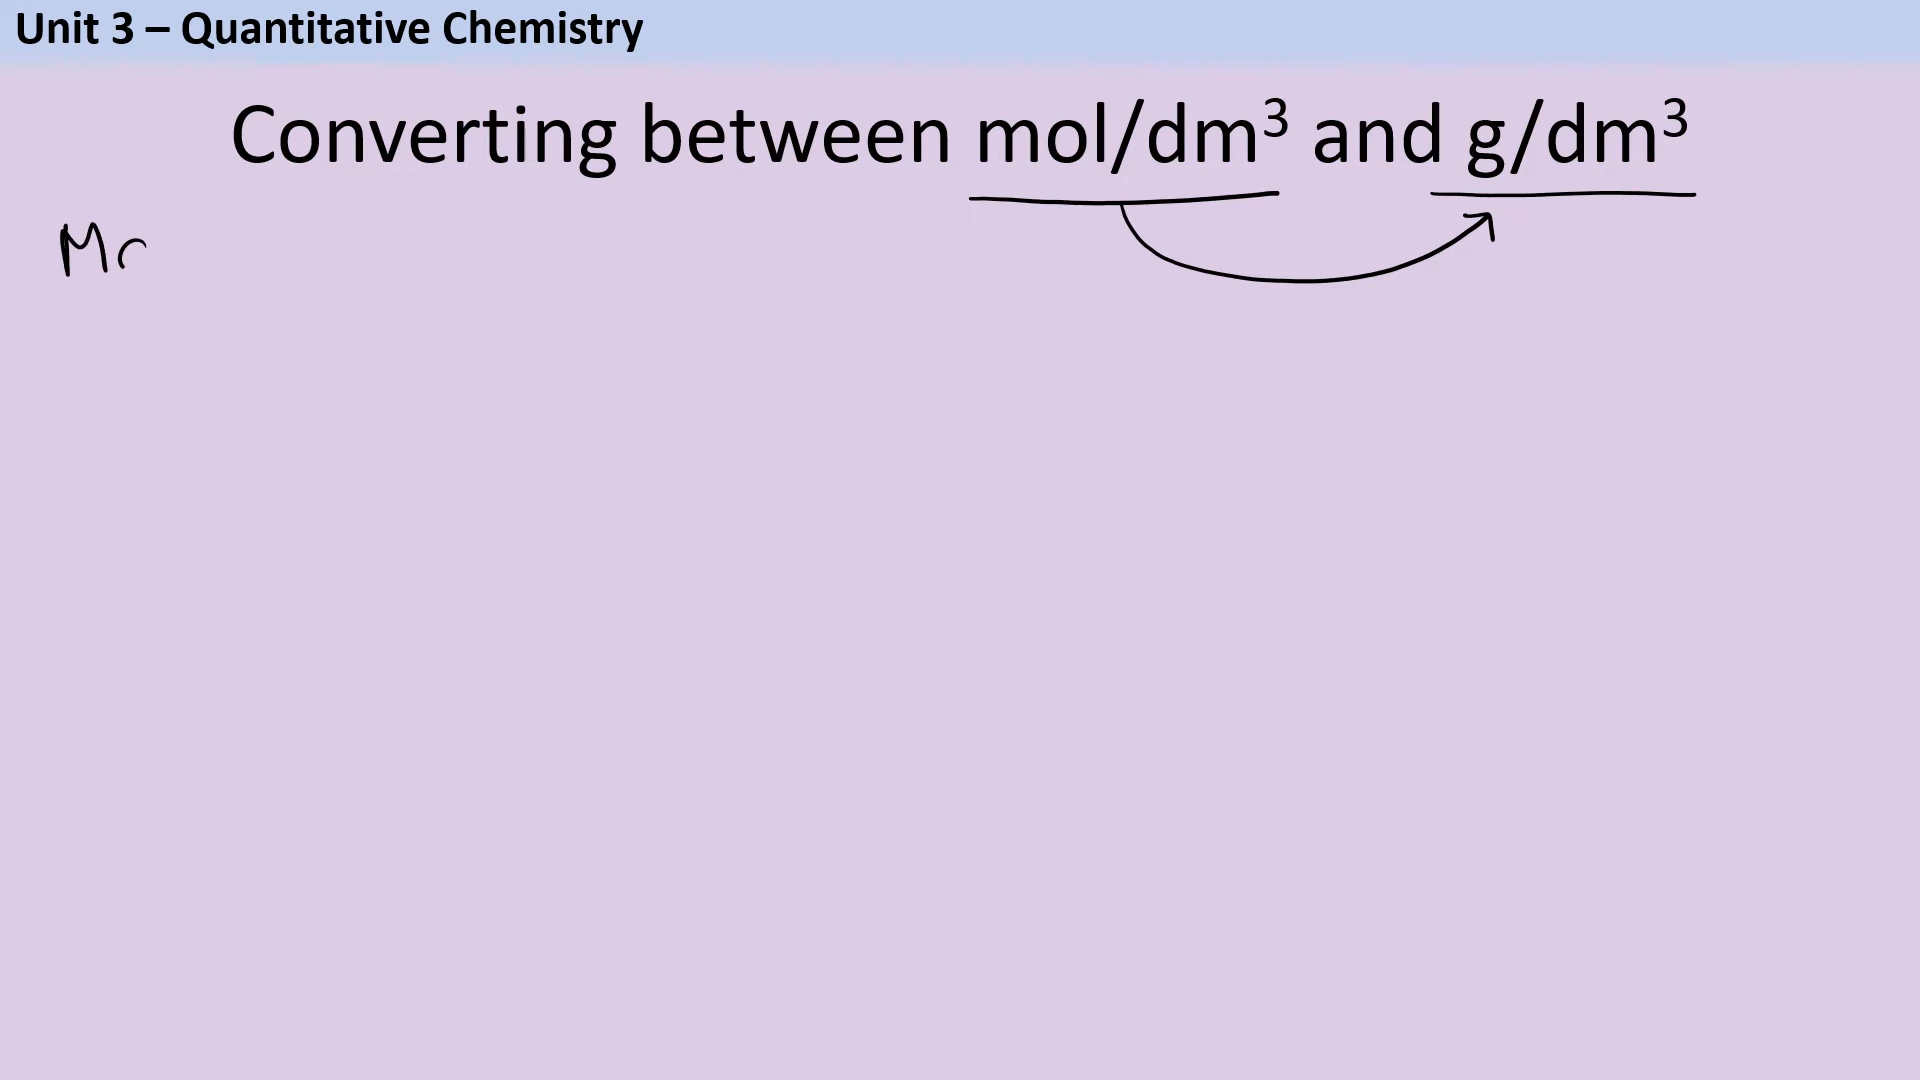 Unit 3 – Quantitative Chemistry
Converting between mol/dm³ and g/dm³